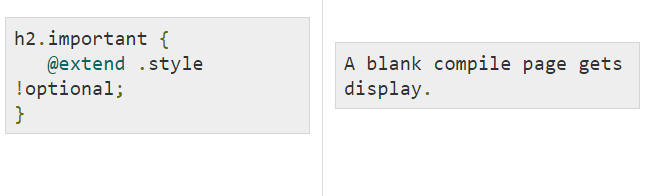 h2.important {
@extend .style
!optional;
}
A blank compile page gets
display.